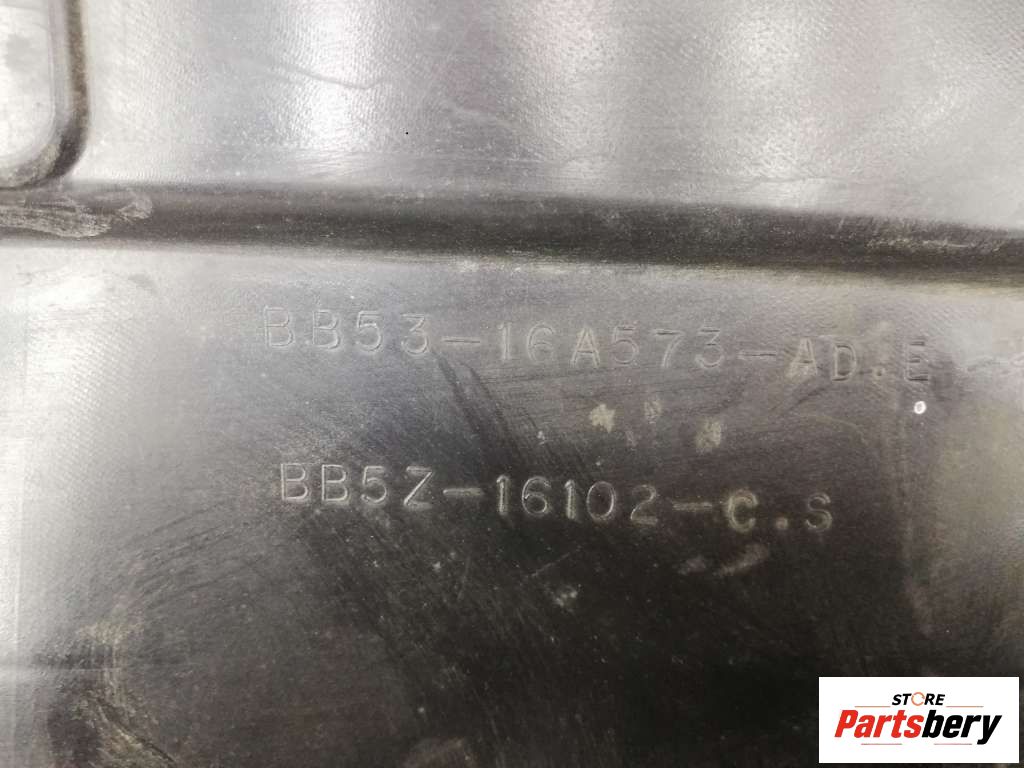 BB53-16A573-AD.E
BB5Z-16102-C.S
STORE
Partsbery